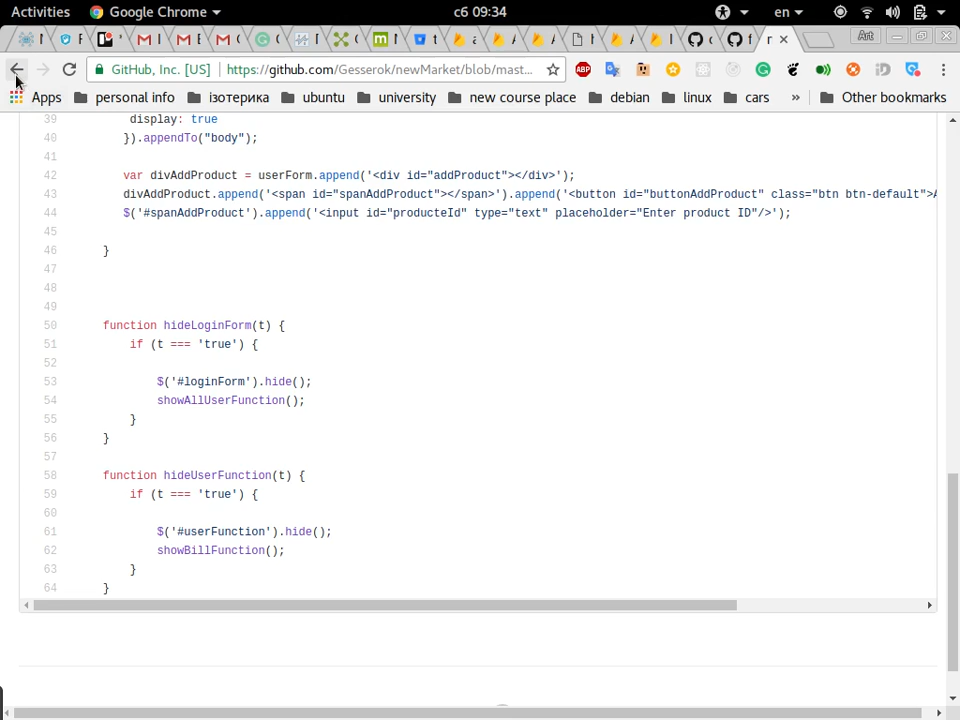 Activities Google Chrome сб 09:34 en
Art
GitHub, Inc. [US] https://github.com/Gesserok/newMarket/blob/mast...
Apps personal info ізотерика ubuntu university new course place debian linux cars » Other bookmarks
39 display: true
40 }).appendTo("body");
41
42 var divAddProduct = userForm.append('<div id="addProduct"></div>');
43 divAddProduct.append('<span id="spanAddProduct"></span>').append('<button id="buttonAddProduct" class="btn btn-default">
44 $('#spanAddProduct').append('<input id="producteId" type="text" placeholder="Enter product ID"/>');
45
46 }
47
48
49
50 function hideLoginForm(t) {
51 if (t === 'true') {
52
53 $('#loginForm').hide();
54 showAllUserFunction();
55 }
56 }
57
58 function hideUserFunction(t) {
59 if (t === 'true') {
60
61 $('#userFunction').hide();
62 showBillFunction();
63 }
64 }